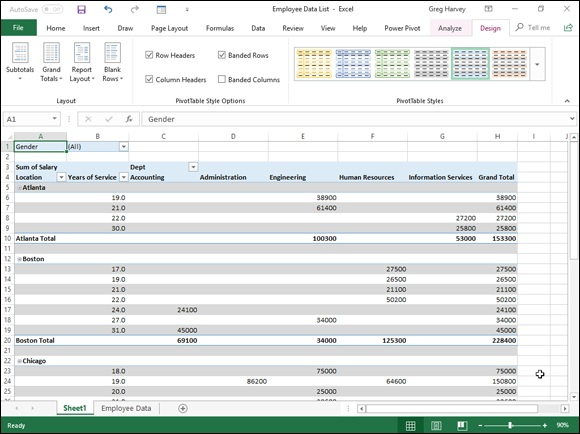 AutoSave Off Employee Data List - Excel Greg Harvey
File Home Insert Draw Page Layout Formulas Data Review View Help Power Pivot Analyze Design Tell me Share
Subtotals Grand Totals Report Layout Blank Rows
Row Headers Banded Rows
Column Headers Banded Columns
Layout PivotTable Style Options PivotTable Styles
A1 fx Gender
A B C D E F G H I J
1 Gender (All)
2
3 Sum of Salary Dept
4 Location Years of Service Accounting Administration Engineering Human Resources Information Services Grand Total
5 Atlanta
6 19.0 38900 38900
7 21.0 61400 61400
8 22.0 27200 27200
9 30.0 25800 25800
10 Atlanta Total 100300 53000 153300
11
12 Boston
13 17.0 27500 27500
14 19.0 26500 26500
15 21.0 21100 21100
16 22.0 50200 50200
17 24.0 24100 24100
18 27.0 34000 34000
19 31.0 45000 45000
20 Boston Total 69100 34000 125300 228400
21
22 Chicago
23 18.0 75000 75000
24 19.0 86200 64600 150800
25 20.0 25000 25000
Sheet1 Employee Data
Ready 90%